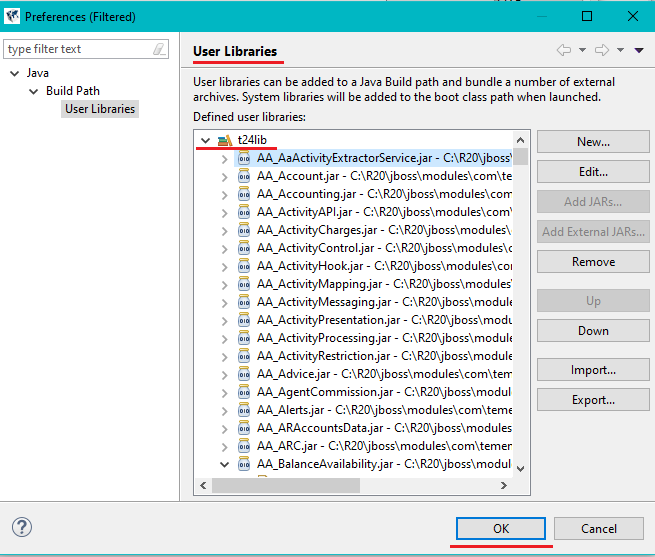 Preferences (Filtered)
type filter text
Java
Build Path
User Libraries
User Libraries
User libraries can be added to a Java Build path and bundle a number of external
archives. System libraries will be added to the boot class path when launched.
Defined user libraries:
t24lib
AA_AaActivityExtractorService.jar - C:\R20\jboss\
AA_Account.jar - C:\R20\jboss\modules\com\te
AA_Accounting.jar - C:\R20\jboss\modules\com\
AA_ActivityAPI.jar - C:\R20\jboss\modules\com\
AA_ActivityCharges.jar - C:\R20\jboss\modules\
AA_ActivityControl.jar - C:\R20\jboss\modules\c
AA_ActivityHook.jar - C:\R20\jboss\modules\co
AA_ActivityMapping.jar - C:\R20\jboss\modules
AA_ActivityMessaging.jar - C:\R20\jboss\module
AA_ActivityPresentation.jar - C:\R20\jboss\modu
AA_ActivityProcessing.jar - C:\R20\jboss\modul
AA_ActivityRestriction.jar - C:\R20\jboss\modul
AA_Advice.jar - C:\R20\jboss\modules\com\tem
AA_AgentCommission.jar - C:\R20\jboss\modul
AA_Alerts.jar - C:\R20\jboss\modules\com\teme
AA_ARAccountsData.jar - C:\R20\jboss\module
AA_ARC.jar - C:\R20\jboss\modules\com\temen
AA_BalanceAvailability.jar - C:\R20\jboss\modul
New...
Edit...
Add JARs...
Add External JARs...
Remove
Up
Down
Import...
Export...
?
OK
Cancel